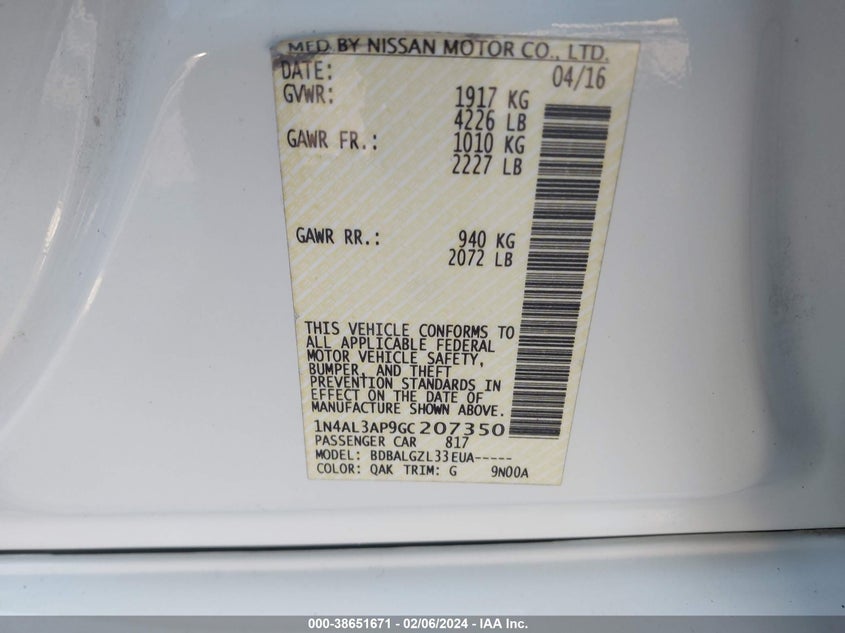 MFD BY NISSAN MOTOR CO., LTD.
DATE: 04/16
GVWR: 1917 KG
4226 LB
GAWR FR.: 1010 KG
2227 LB
GAWR RR.: 940 KG
2072 LB
THIS VEHICLE CONFORMS TO
ALL APPLICABLE FEDERAL
MOTOR VEHICLE SAFETY,
BUMPER, AND THEFT
PREVENTION STANDARDS IN
EFFECT ON THE DATE OF
MANUFACTURE SHOWN ABOVE.
1N4AL3AP9GC207350
PASSENGER CAR 817
MODEL: BDBALGZL33EUA-----
COLOR: QAK TRIM: G 9N00A
000-38651671 - 02/06/2024 - IAA Inc.